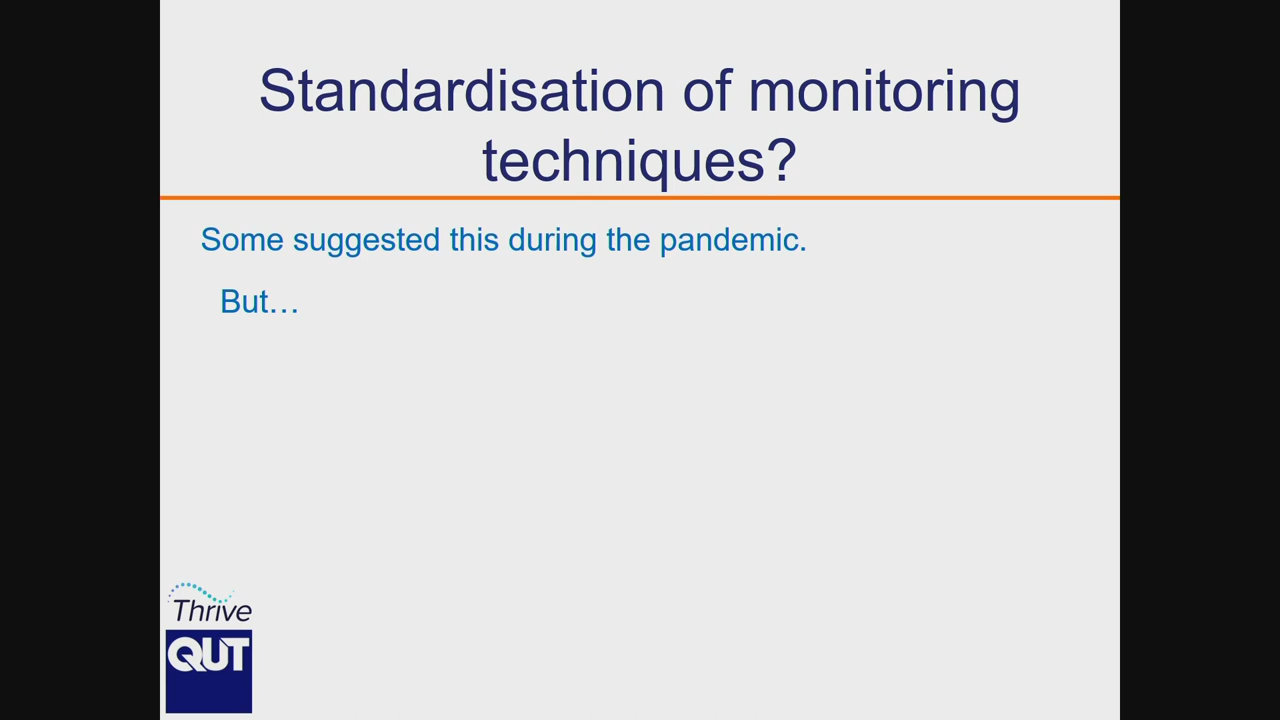 Standardisation of monitoring
techniques?
Some suggested this during the pandemic.
But…
Thrive
QUT